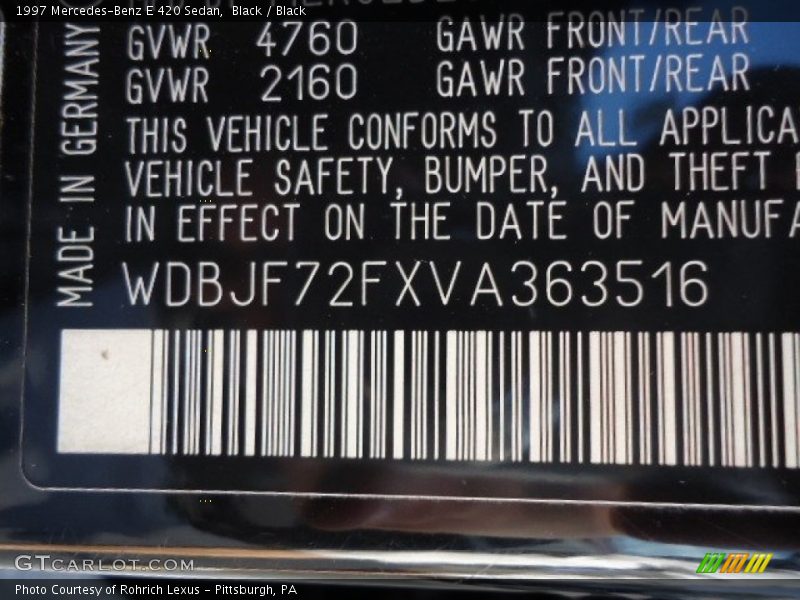 1997 Mercedes-Benz E 420 Sedan,  Black / Black
GVWR 4760 GAWR FRONT/REAR
GVWR 2160 GAWR FRONT/REAR
THIS VEHICLE CONFORMS TO ALL APPLICA
VEHICLE SAFETY, BUMPER, AND THEFT
IN EFFECT ON THE DATE OF MANUFA
WDBJF72FXVA363516
MADE IN GERMANY
GTCARLOT.COM
Photo Courtesy of Rohrich Lexus - Pittsburgh, PA